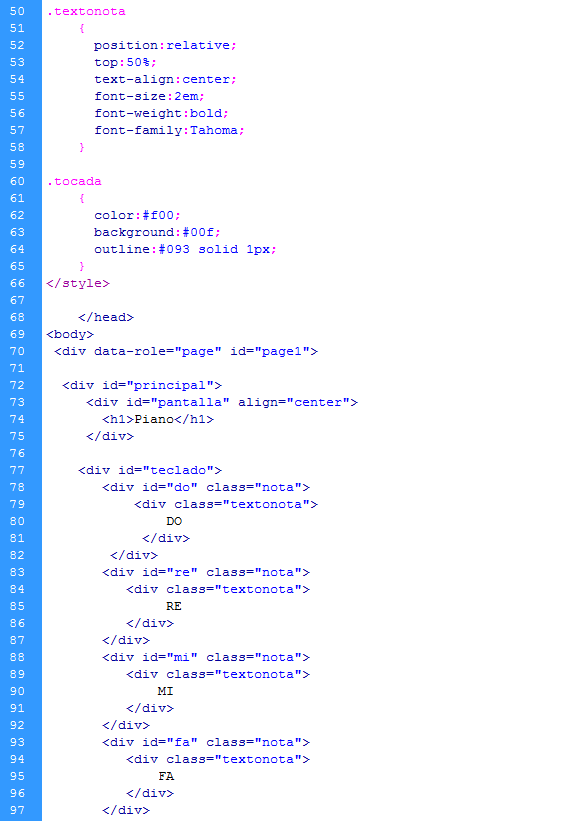 50 .textonota
51     {
52       position:relative;
53       top:50%;
54       text-align:center;
55       font-size:2em;
56       font-weight:bold;
57       font-family:Tahoma;
58     }
59
60 .tocada
61     {
62       color:#f00;
63       background:#00f;
64       outline:#093 solid 1px;
65     }
66 </style>
67
68     </head>
69 <body>
70  <div data-role="page" id="page1">
71
72   <div id="principal">
73      <div id="pantalla" align="center">
74        <h1>Piano</h1>
75      </div>
76
77     <div id="teclado">
78        <div id="do" class="nota">
79            <div class="textonota">
80                DO
81             </div>
82         </div>
83        <div id="re" class="nota">
84           <div class="textonota">
85                RE
86           </div>
87        </div>
88        <div id="mi" class="nota">
89           <div class="textonota">
90               MI
91           </div>
92        </div>
93        <div id="fa" class="nota">
94           <div class="textonota">
95               FA
96           </div>
97        </div>